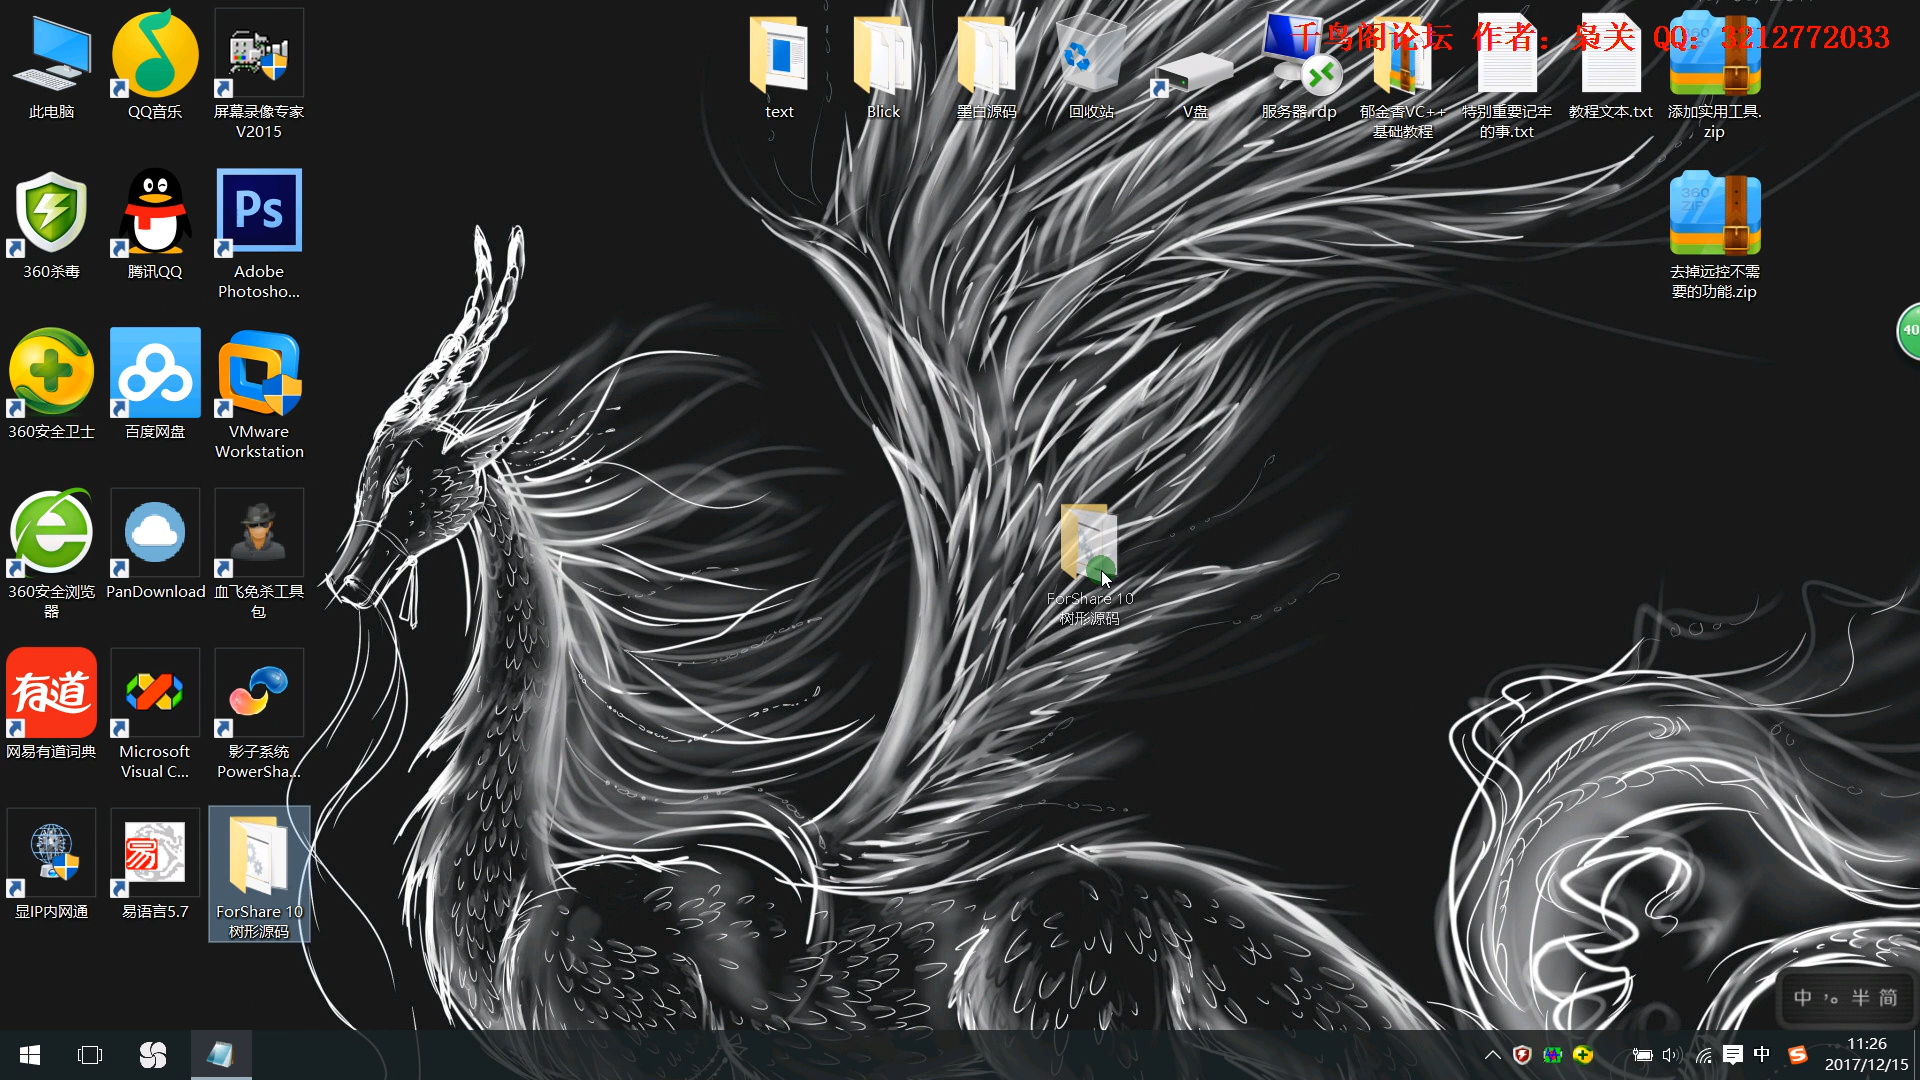 千鸟阁论坛 作者：枭关 QQ：3212772033
此电脑
QQ音乐
屏幕录像专家
V2015
text
Blick
墨白源码
回收站
V盘
服务器.rdp
郁金香VC++
基础教程
特别重要记牢
的事.txt
教程文本.txt
添加实用工具.
zip
360杀毒
腾讯QQ
Ps
Adobe
Photosho...
360
ZIP
去掉远控不需
要的功能.zip
40
360安全卫士
百度网盘
VMware
Workstation
360安全浏览
器
PanDownload
血飞免杀工具
包
ForShare 10
树形源码
有道
网易有道词典
Microsoft
Visual C...
影子系统
PowerSha...
显IP内网通
易
易语言5.7
ForShare 10
树形源码
中 半 简
中
11:26
2017/12/15